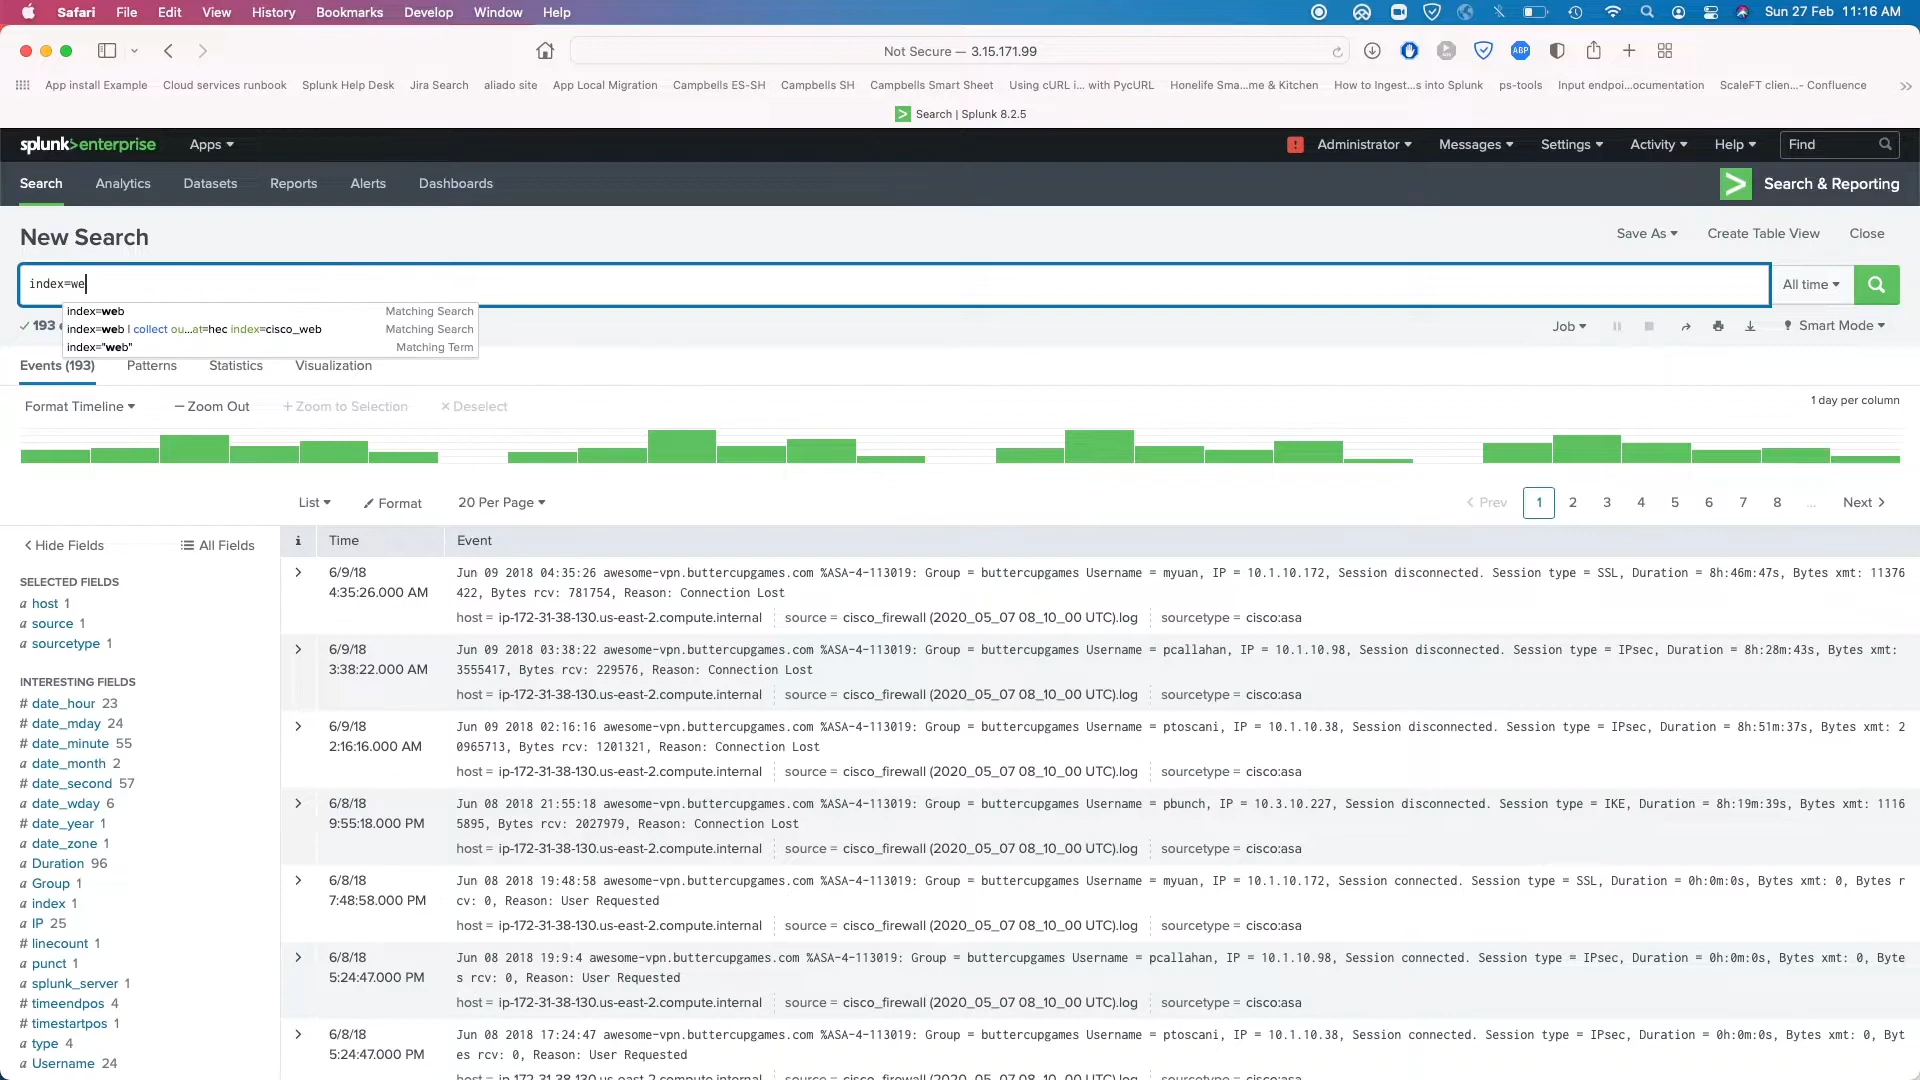 Safari File Edit View History Bookmarks Develop Window Help Sun 27 Feb 11:16 AM
Not Secure — 3.15.171.99
App install Example Cloud services runbook Splunk Help Desk Jira Search aliado site App Local Migration Campbells ES-SH Campbells SH Campbells Smart Sheet Using cURL i... with PycURL Honelife Sma...me & Kitchen How to Ingest...s into Splunk ps-tools Input endpoi...ocumentation ScaleFT clien...- Confluence
Search | Splunk 8.2.5
splunk>enterprise Apps Administrator Messages Settings Activity Help Find
Search Analytics Datasets Reports Alerts Dashboards Search & Reporting
New Search Save As Create Table View Close
index=we All time
index=web Matching Search
193
index=web | collect ou...at=hec index=cisco_web Matching Search
Job Smart Mode
index="web" Matching Term
Events (193) Patterns Statistics Visualization
Format Timeline — Zoom Out + Zoom to Selection × Deselect 1 day per column
List Format 20 Per Page < Prev 1 2 3 4 5 6 7 8 ... Next >
< Hide Fields All Fields
i Time Event
SELECTED FIELDS
a host 1
a source 1
a sourcetype 1
INTERESTING FIELDS
# date_hour 23
# date_mday 24
# date_minute 55
# date_month 2
# date_second 57
a date_wday 6
# date_year 1
a date_zone 1
a Duration 96
a Group 1
a index 1
a IP 25
# linecount 1
a punct 1
a splunk_server 1
# timeendpos 4
# timestartpos 1
a type 4
a Username 24
6/9/18
4:35:26.000 AM
Jun 09 2018 04:35:26 awesome-vpn.buttercupgames.com %ASA-4-113019: Group = buttercupgames Username = myuan, IP = 10.1.10.172, Session disconnected. Session type = SSL, Duration = 8h:46m:47s, Bytes xmt: 11376
422, Bytes rcv: 781754, Reason: Connection Lost
host = ip-172-31-38-130.us-east-2.compute.internal source = cisco_firewall (2020_05_07 08_10_00 UTC).log sourcetype = cisco:asa
6/9/18
3:38:22.000 AM
Jun 09 2018 03:38:22 awesome-vpn.buttercupgames.com %ASA-4-113019: Group = buttercupgames Username = pcallahan, IP = 10.1.10.98, Session disconnected. Session type = IPsec, Duration = 8h:28m:43s, Bytes xmt:
3555417, Bytes rcv: 229576, Reason: Connection Lost
host = ip-172-31-38-130.us-east-2.compute.internal source = cisco_firewall (2020_05_07 08_10_00 UTC).log sourcetype = cisco:asa
6/9/18
2:16:16.000 AM
Jun 09 2018 02:16:16 awesome-vpn.buttercupgames.com %ASA-4-113019: Group = buttercupgames Username = ptoscani, IP = 10.1.10.38, Session disconnected. Session type = IPsec, Duration = 8h:51m:37s, Bytes xmt: 2
0965713, Bytes rcv: 1201321, Reason: Connection Lost
host = ip-172-31-38-130.us-east-2.compute.internal source = cisco_firewall (2020_05_07 08_10_00 UTC).log sourcetype = cisco:asa
6/8/18
9:55:18.000 PM
Jun 08 2018 21:55:18 awesome-vpn.buttercupgames.com %ASA-4-113019: Group = buttercupgames Username = pbunch, IP = 10.3.10.227, Session disconnected. Session type = IKE, Duration = 8h:19m:39s, Bytes xmt: 1116
5895, Bytes rcv: 2027979, Reason: Connection Lost
host = ip-172-31-38-130.us-east-2.compute.internal source = cisco_firewall (2020_05_07 08_10_00 UTC).log sourcetype = cisco:asa
6/8/18
7:48:58.000 PM
Jun 08 2018 19:48:58 awesome-vpn.buttercupgames.com %ASA-4-113019: Group = buttercupgames Username = myuan, IP = 10.1.10.172, Session connected. Session type = SSL, Duration = 0h:0m:0s, Bytes xmt: 0, Bytes r
cv: 0, Reason: User Requested
host = ip-172-31-38-130.us-east-2.compute.internal source = cisco_firewall (2020_05_07 08_10_00 UTC).log sourcetype = cisco:asa
6/8/18
5:24:47.000 PM
Jun 08 2018 19:9:4 awesome-vpn.buttercupgames.com %ASA-4-113019: Group = buttercupgames Username = pcallahan, IP = 10.1.10.98, Session connected. Session type = IPsec, Duration = 0h:0m:0s, Bytes xmt: 0, Byte
s rcv: 0, Reason: User Requested
host = ip-172-31-38-130.us-east-2.compute.internal source = cisco_firewall (2020_05_07 08_10_00 UTC).log sourcetype = cisco:asa
6/8/18
5:24:47.000 PM
Jun 08 2018 17:24:47 awesome-vpn.buttercupgames.com %ASA-4-113019: Group = buttercupgames Username = ptoscani, IP = 10.1.10.38, Session connected. Session type = IPsec, Duration = 0h:0m:0s, Bytes xmt: 0, Byt
es rcv: 0, Reason: User Requested
host = ip-172-31-38-130.us-east-2.compute.internal source = cisco_firewall (2020_05_07 08_10_00 UTC).log sourcetype = cisco:asa